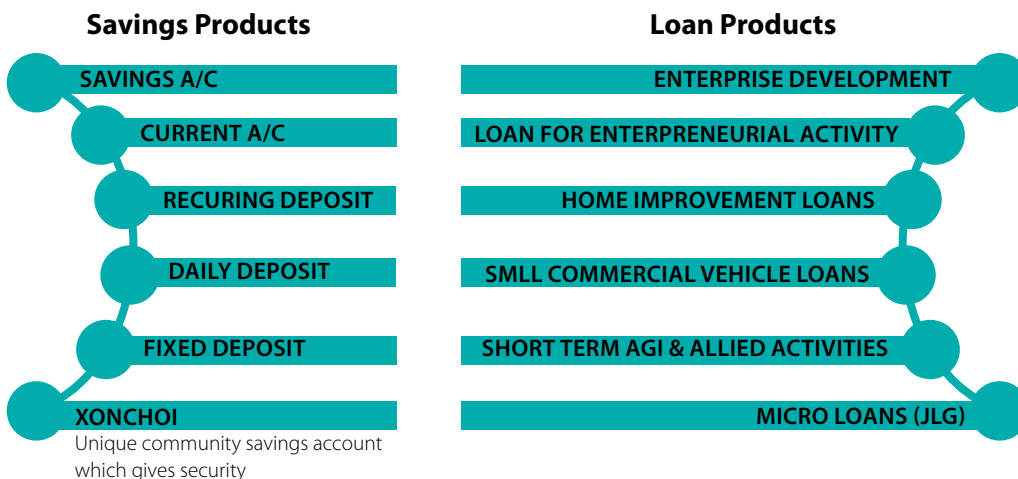 Savings Products
SAVINGS A/C
CURRENT A/C
RECURING DEPOSIT
DAILY DEPOSIT
FIXED DEPOSIT
XONCHOI
Unique community savings account
which gives security
Loan Products
ENTERPRISE DEVELOPMENT
LOAN FOR ENTERPRENEURIAL ACTIVITY
HOME IMPROVEMENT LOANS
SMLL COMMERCIAL VEHICLE LOANS
SHORT TERM AGI & ALLIED ACTIVITIES
MICRO LOANS (JLG)